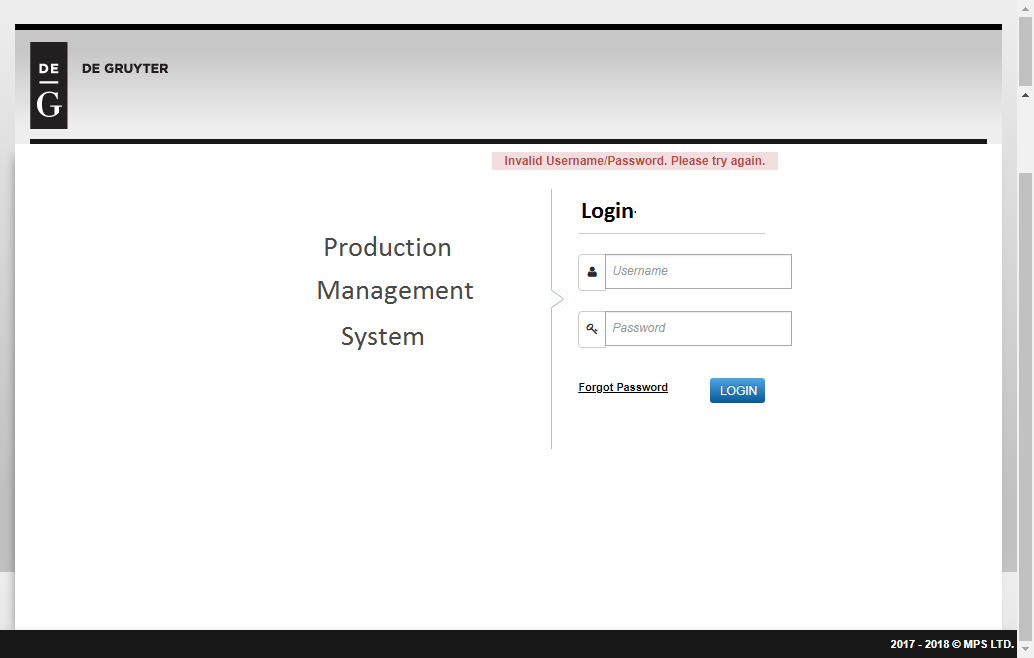 DE
G
DE GRUYTER
Invalid Username/Password. Please try again.
Production
Management
System
Login
Username
Password
Forgot Password
LOGIN
2017 - 2018 © MPS LTD.